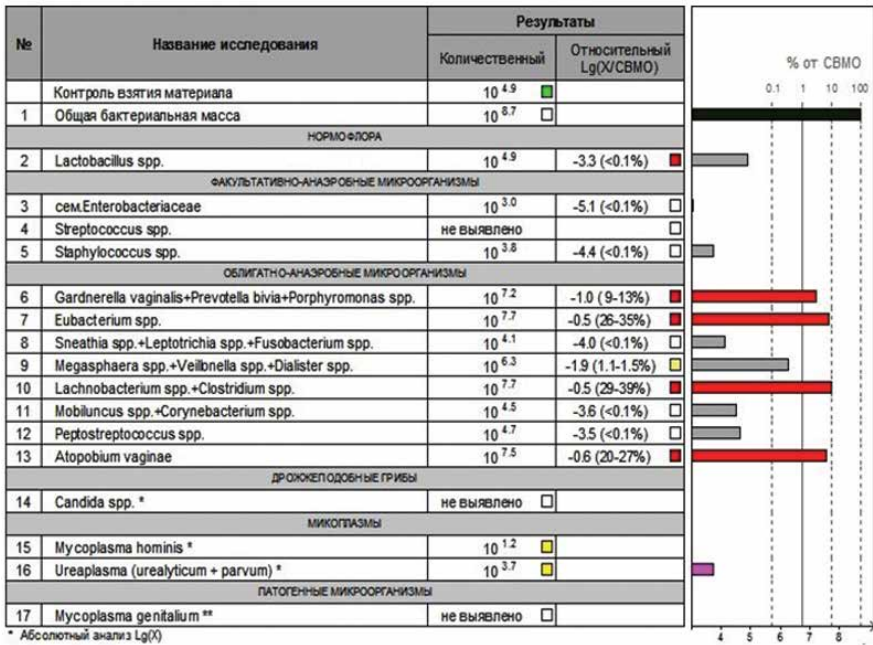 № Название исследования Результаты
Количественный Относительный Lg(X/СВМО) % от СВМО
0.1 1 10 100
Контроль взятия материала 10 4.9
1 Общая бактериальная масса 10 8.7
НОРМОФЛОРА
2 Lactobacillus spp. 10 4.9 -3.3 (<0.1%)
ФАКУЛЬТАТИВНО-АНАЭРОБНЫЕ МИКРООРГАНИЗМЫ
3 сем.Enterobacteriaceae 10 3.0 -5.1 (<0.1%)
4 Streptococcus spp. не выявлено
5 Staphylococcus spp. 10 3.8 -4.4 (<0.1%)
ОБЛИГАТНО-АНАЭРОБНЫЕ МИКРООРГАНИЗМЫ
6 Gardnerella vaginalis+Prevotella bivia+Porphyromonas spp. 10 7.2 -1.0 (9-13%)
7 Eubacterium spp. 10 7.7 -0.5 (26-35%)
8 Sneathia spp.+Leptotrichia spp.+Fusobacterium spp. 10 4.1 -4.0 (<0.1%)
9 Megasphaera spp.+Veillonella spp.+Dialister spp. 10 6.3 -1.9 (1.1-1.5%)
10 Lachnobacterium spp.+Clostridium spp. 10 7.7 -0.5 (29-39%)
11 Mobiluncus spp.+Corynebacterium spp. 10 4.5 -3.6 (<0.1%)
12 Peptostreptococcus spp. 10 4.7 -3.5 (<0.1%)
13 Atopobium vaginae 10 7.5 -0.6 (20-27%)
ДРОЖЖЕПОДОБНЫЕ ГРИБЫ
14 Candida spp. * не выявлено
МИКОПЛАЗМЫ
15 Mycoplasma hominis * 10 1.2
16 Ureaplasma (urealyticum + parvum) * 10 3.7
ПАТОГЕННЫЕ МИКРООРГАНИЗМЫ
17 Mycoplasma genitalium ** не выявлено
* Абсолютный анализ Lg(X)
4 5 6 7 8